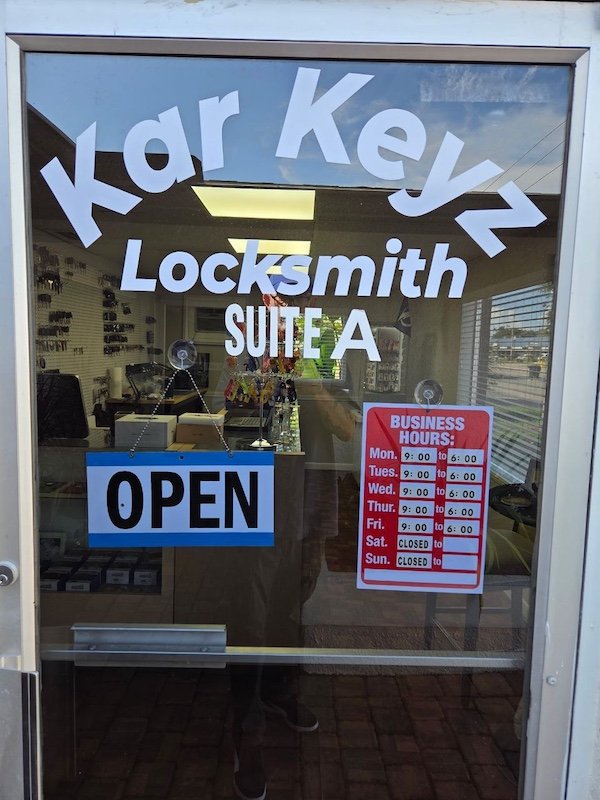 Kar Keyz
Locksmith
SUITE A
OPEN
BUSINESS
HOURS:
Mon. 9:00 to 6:00
Tues. 9:00 to 6:00
Wed. 9:00 to 6:00
Thur. 9:00 to 6:00
Fri. 9:00 to 6:00
Sat. CLOSED to
Sun. CLOSED to